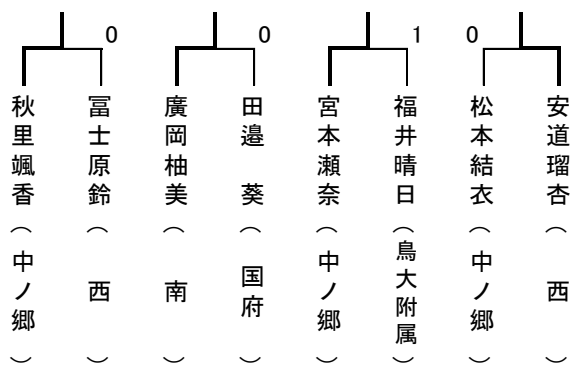 0
0
1
0
秋里颯香（中ノ郷）
冨士原鈴（西）
廣岡柚美（南）
田邉　葵（国府）
宮本瀬奈（中ノ郷）
福井晴日（鳥大附属）
松本結衣（中ノ郷）
安道瑠杏（西）